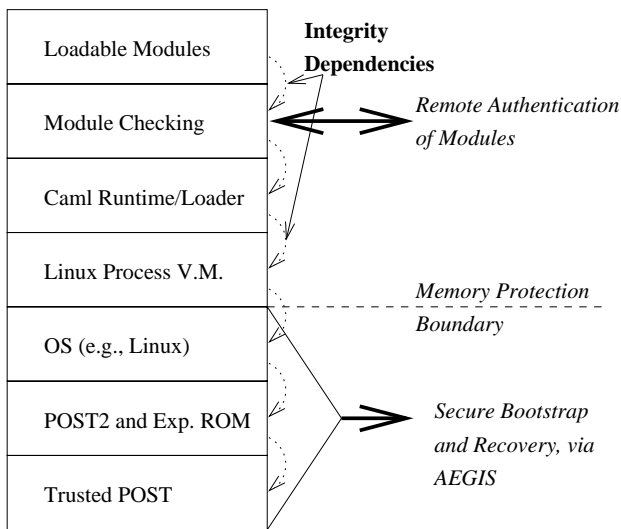 Loadable Modules
Module Checking
Caml Runtime/Loader
Linux Process V.M.
OS (e.g., Linux)
POST2 and Exp. ROM
Trusted POST
Integrity
Dependencies
Remote Authentication
of Modules
Memory Protection
Boundary
Secure Bootstrap
and Recovery, via
AEGIS